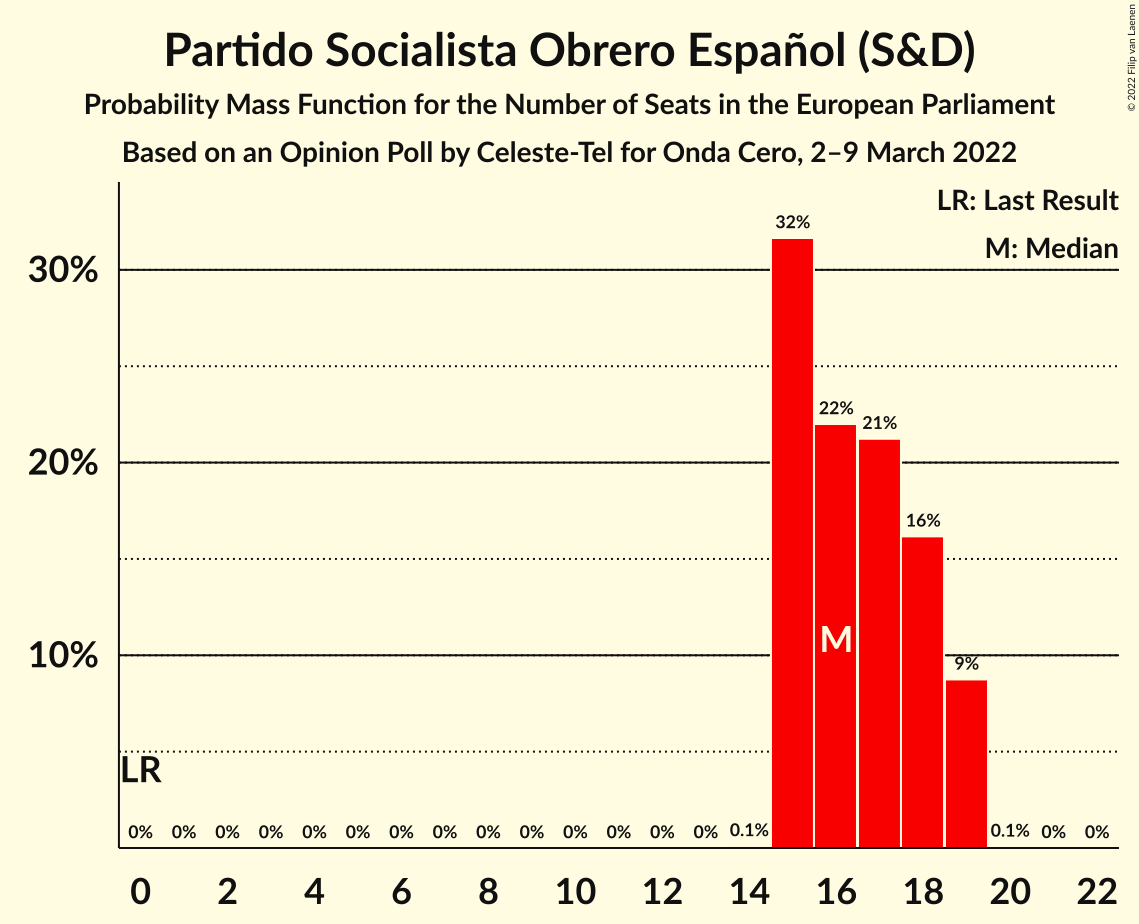 Partido Socialista Obrero Español (S&D)
Probability Mass Function for the Number of Seats in the European Parliament
Based on an Opinion Poll by Celeste-Tel for Onda Cero, 2–9 March 2022
© 2022 Filip van Laenen
LR: Last Result
M: Median
32%
30%
22%
21%
20%
16%
M
10%
9%
LR
0% 0% 0% 0% 0% 0% 0% 0% 0% 0% 0% 0% 0% 0% 0.1% 0.1% 0% 0%
0 2 4 6 8 10 12 14 16 18 20 22